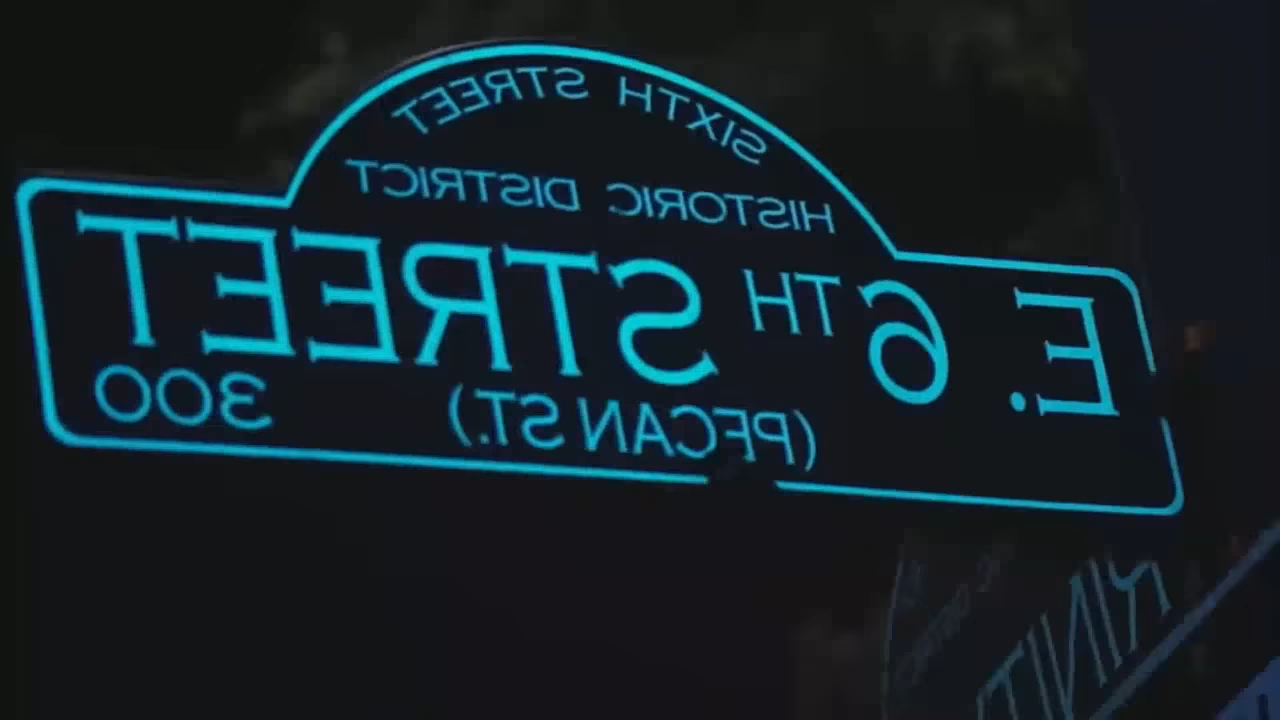 SIXTH STREET
HISTORIC DISTRICT
E. 6TH STREET
(PECAN ST.) 300